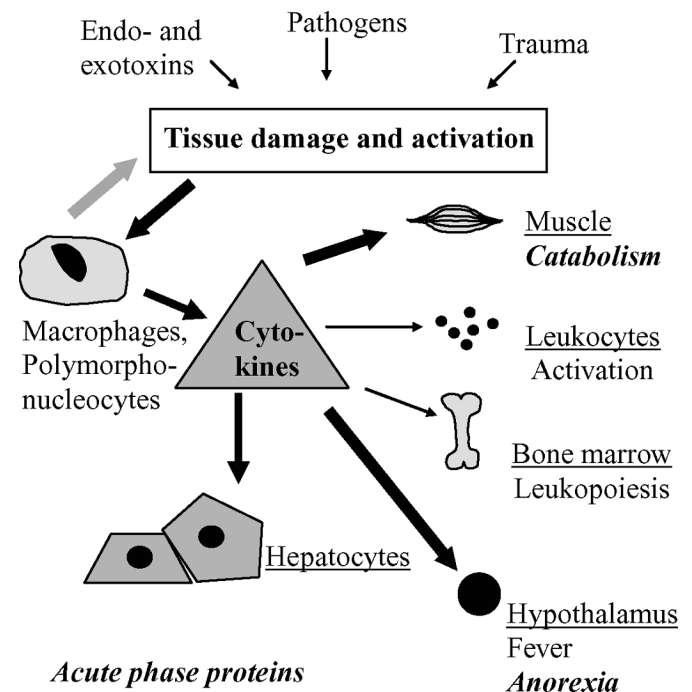 Endo- and
exotoxins
Pathogens
Trauma
Tissue damage and activation
Macrophages,
Polymorpho-
nucleocytes
Cyto-
kines
Muscle
Catabolism
Leukocytes
Activation
Bone marrow
Leukopoiesis
Hepatocytes
Hypothalamus
Fever
Anorexia
Acute phase proteins